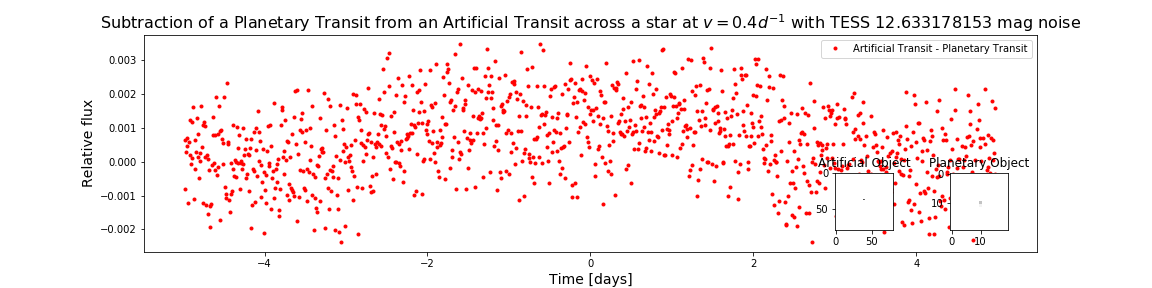 Subtraction of a Planetary Transit from an Artificial Transit across a star at v = 0.4d⁻¹ with TESS 12.633178153 mag noise
Artificial Transit - Planetary Transit
Relative flux
0.003
0.002
0.001
0.000
−0.001
−0.002
Artificial Object
0
50
0 50
Planetary Object
0
10
0 10
−4 −2 0 2 4
Time [days]